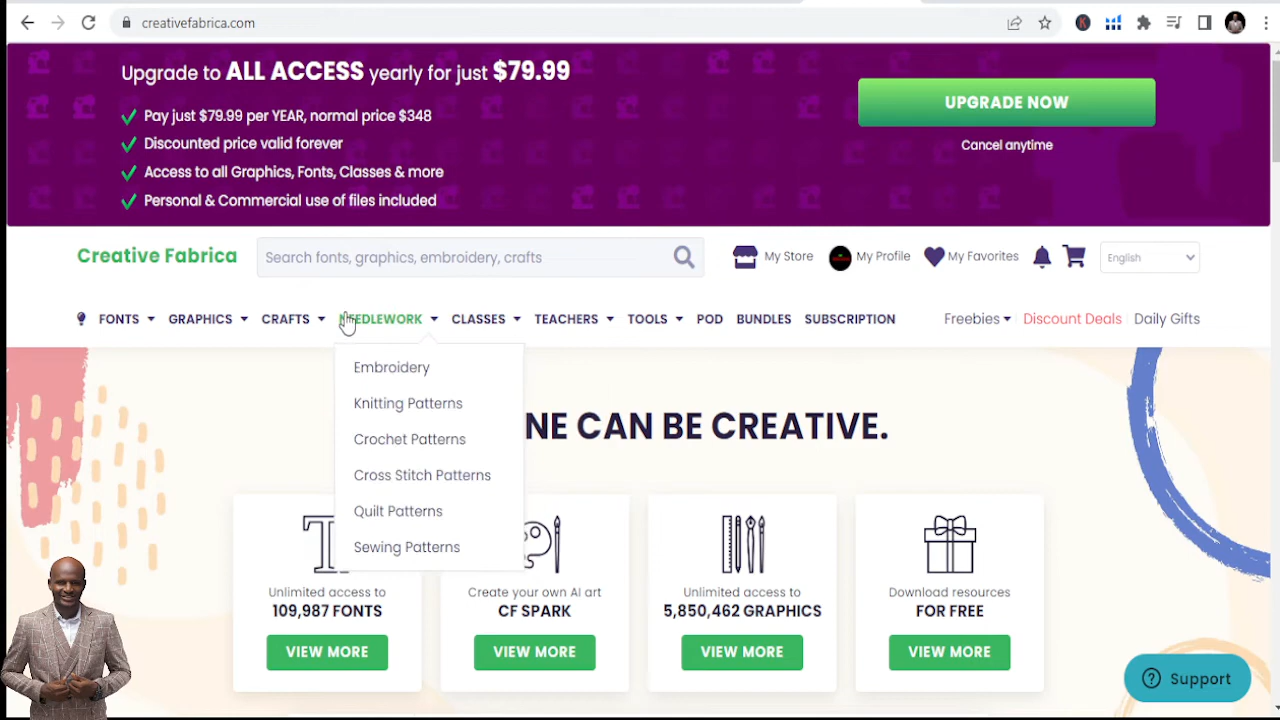 creativefabrica.com
K
Upgrade to ALL ACCESS yearly for just $79.99
Pay just $79.99 per YEAR, normal price $348
Discounted price valid forever
Access to all Graphics, Fonts, Classes & more
Personal & Commercial use of files included
UPGRADE NOW
Cancel anytime
Creative Fabrica
Search fonts, graphics, embroidery, crafts
My Store
My Profile
My Favorites
English
FONTS GRAPHICS CRAFTS NEEDLEWORK CLASSES TEACHERS TOOLS POD BUNDLES SUBSCRIPTION Freebies Discount Deals Daily Gifts
Embroidery
Knitting Patterns
Crochet Patterns
Cross Stitch Patterns
Quilt Patterns
Sewing Patterns
NE CAN BE CREATIVE.
Unlimited access to
109,987 FONTS
VIEW MORE
Create your own AI art
CF SPARK
VIEW MORE
Unlimited access to
5,850,462 GRAPHICS
VIEW MORE
Download resources
FOR FREE
VIEW MORE
Support